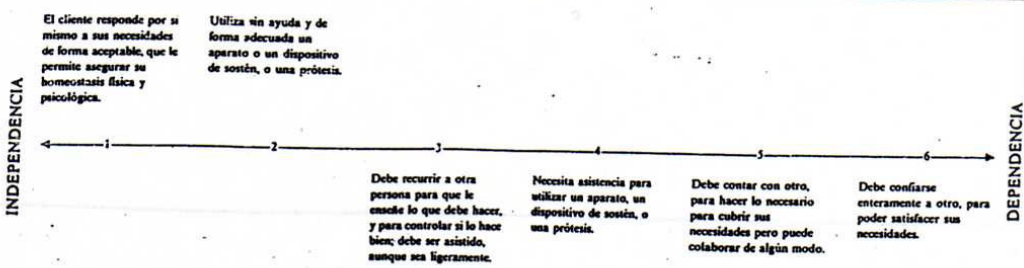 El cliente responde por si
mismo a sus necesidades
de forma aceptable, que le
permite asegurar su
homeostasis física y
psicológica.
Utiliza sin ayuda y de
forma adecuada un
aparato o un dispositivo
de sostén, o una prótesis.
INDEPENDENCIA
1
2
3
4
5
6
DEPENDENCIA
Debe recurrir a otra
persona para que le
enseñe lo que debe hacer,
y para controlar si lo hace
bien; debe ser asistido,
aunque sea ligeramente.
Necesita asistencia para
utilizar un aparato, un
dispositivo de sostén, o
una prótesis.
Debe contar con otro,
para hacer lo necesario
para cubrir sus
necesidades pero puede
colaborar de algún modo.
Debe confiarse
enteramente a otro, para
poder satisfacer sus
necesidades.